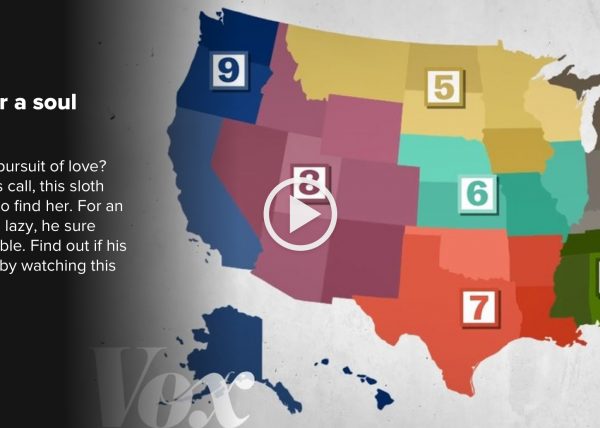 r a soul
pursuit of love?
s call, this sloth
o find her. For an
lazy, he sure
ble. Find out if his
by watching this
9
5
8
6
7
Vox